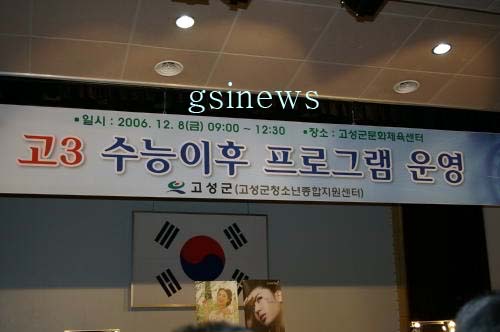 gsinews
▪일시 : 2006. 12. 8(금) 09:00 ~ 12:30 ▪장소 : 고성군문화체육센터
고3 수능이후 프로그램 운영
고성군(고성군청소년종합지원센터)